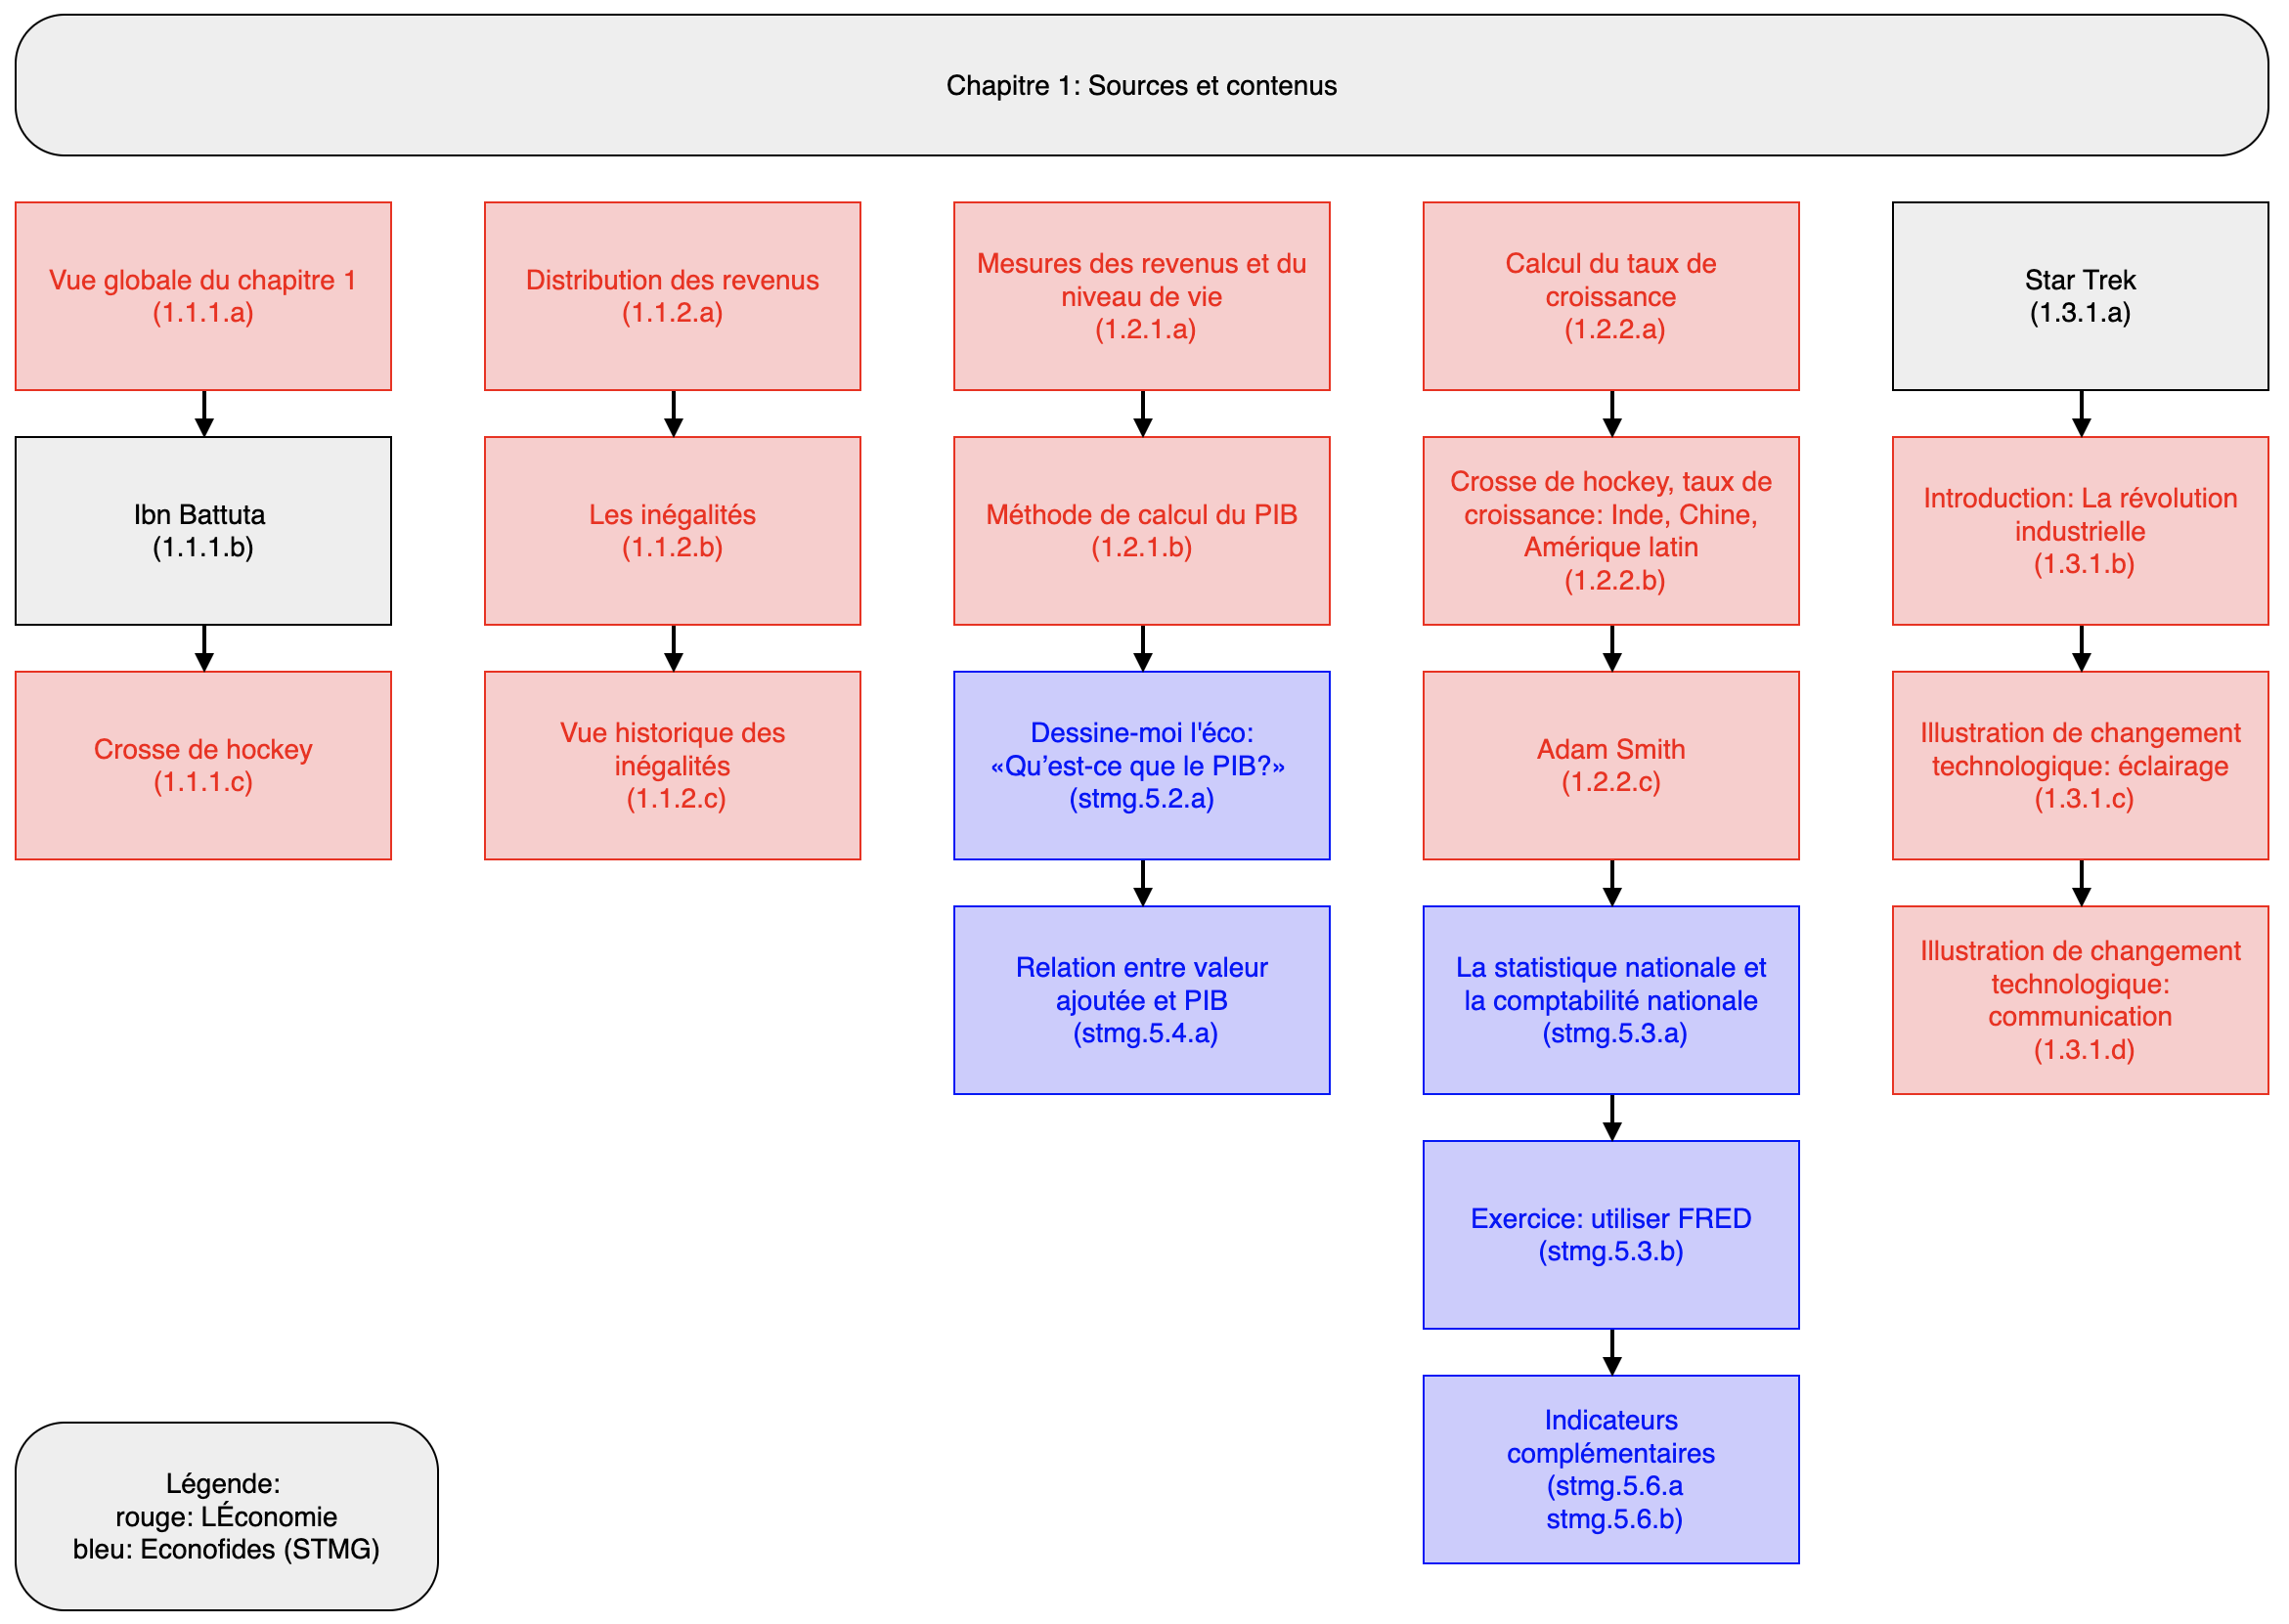 Chapitre 1: Sources et contenus
Vue globale du chapitre 1
(1.1.1.a)
Ibn Battuta
(1.1.1.b)
Crosse de hockey
(1.1.1.c)
Distribution des revenus
(1.1.2.a)
Les inégalités
(1.1.2.b)
Vue historique des
inégalités
(1.1.2.c)
Mesures des revenus et du
niveau de vie
(1.2.1.a)
Méthode de calcul du PIB
(1.2.1.b)
Dessine-moi l'éco:
«Qu’est-ce que le PIB?»
(stmg.5.2.a)
Relation entre valeur
ajoutée et PIB
(stmg.5.4.a)
Calcul du taux de
croissance
(1.2.2.a)
Crosse de hockey, taux de
croissance: Inde, Chine,
Amérique latin
(1.2.2.b)
Adam Smith
(1.2.2.c)
La statistique nationale et
la comptabilité nationale
(stmg.5.3.a)
Exercice: utiliser FRED
(stmg.5.3.b)
Indicateurs
complémentaires
(stmg.5.6.a
stmg.5.6.b)
Star Trek
(1.3.1.a)
Introduction: La révolution
industrielle
(1.3.1.b)
Illustration de changement
technologique: éclairage
(1.3.1.c)
Illustration de changement
technologique:
communication
(1.3.1.d)
Légende:
rouge: LÉconomie
bleu: Econofides (STMG)